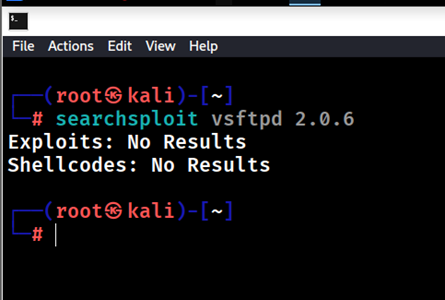 File Actions Edit View Help
┌──(root㉿kali)-[~]
└─# searchsploit vsftpd 2.0.6
Exploits: No Results
Shellcodes: No Results
┌──(root㉿kali)-[~]
└─#